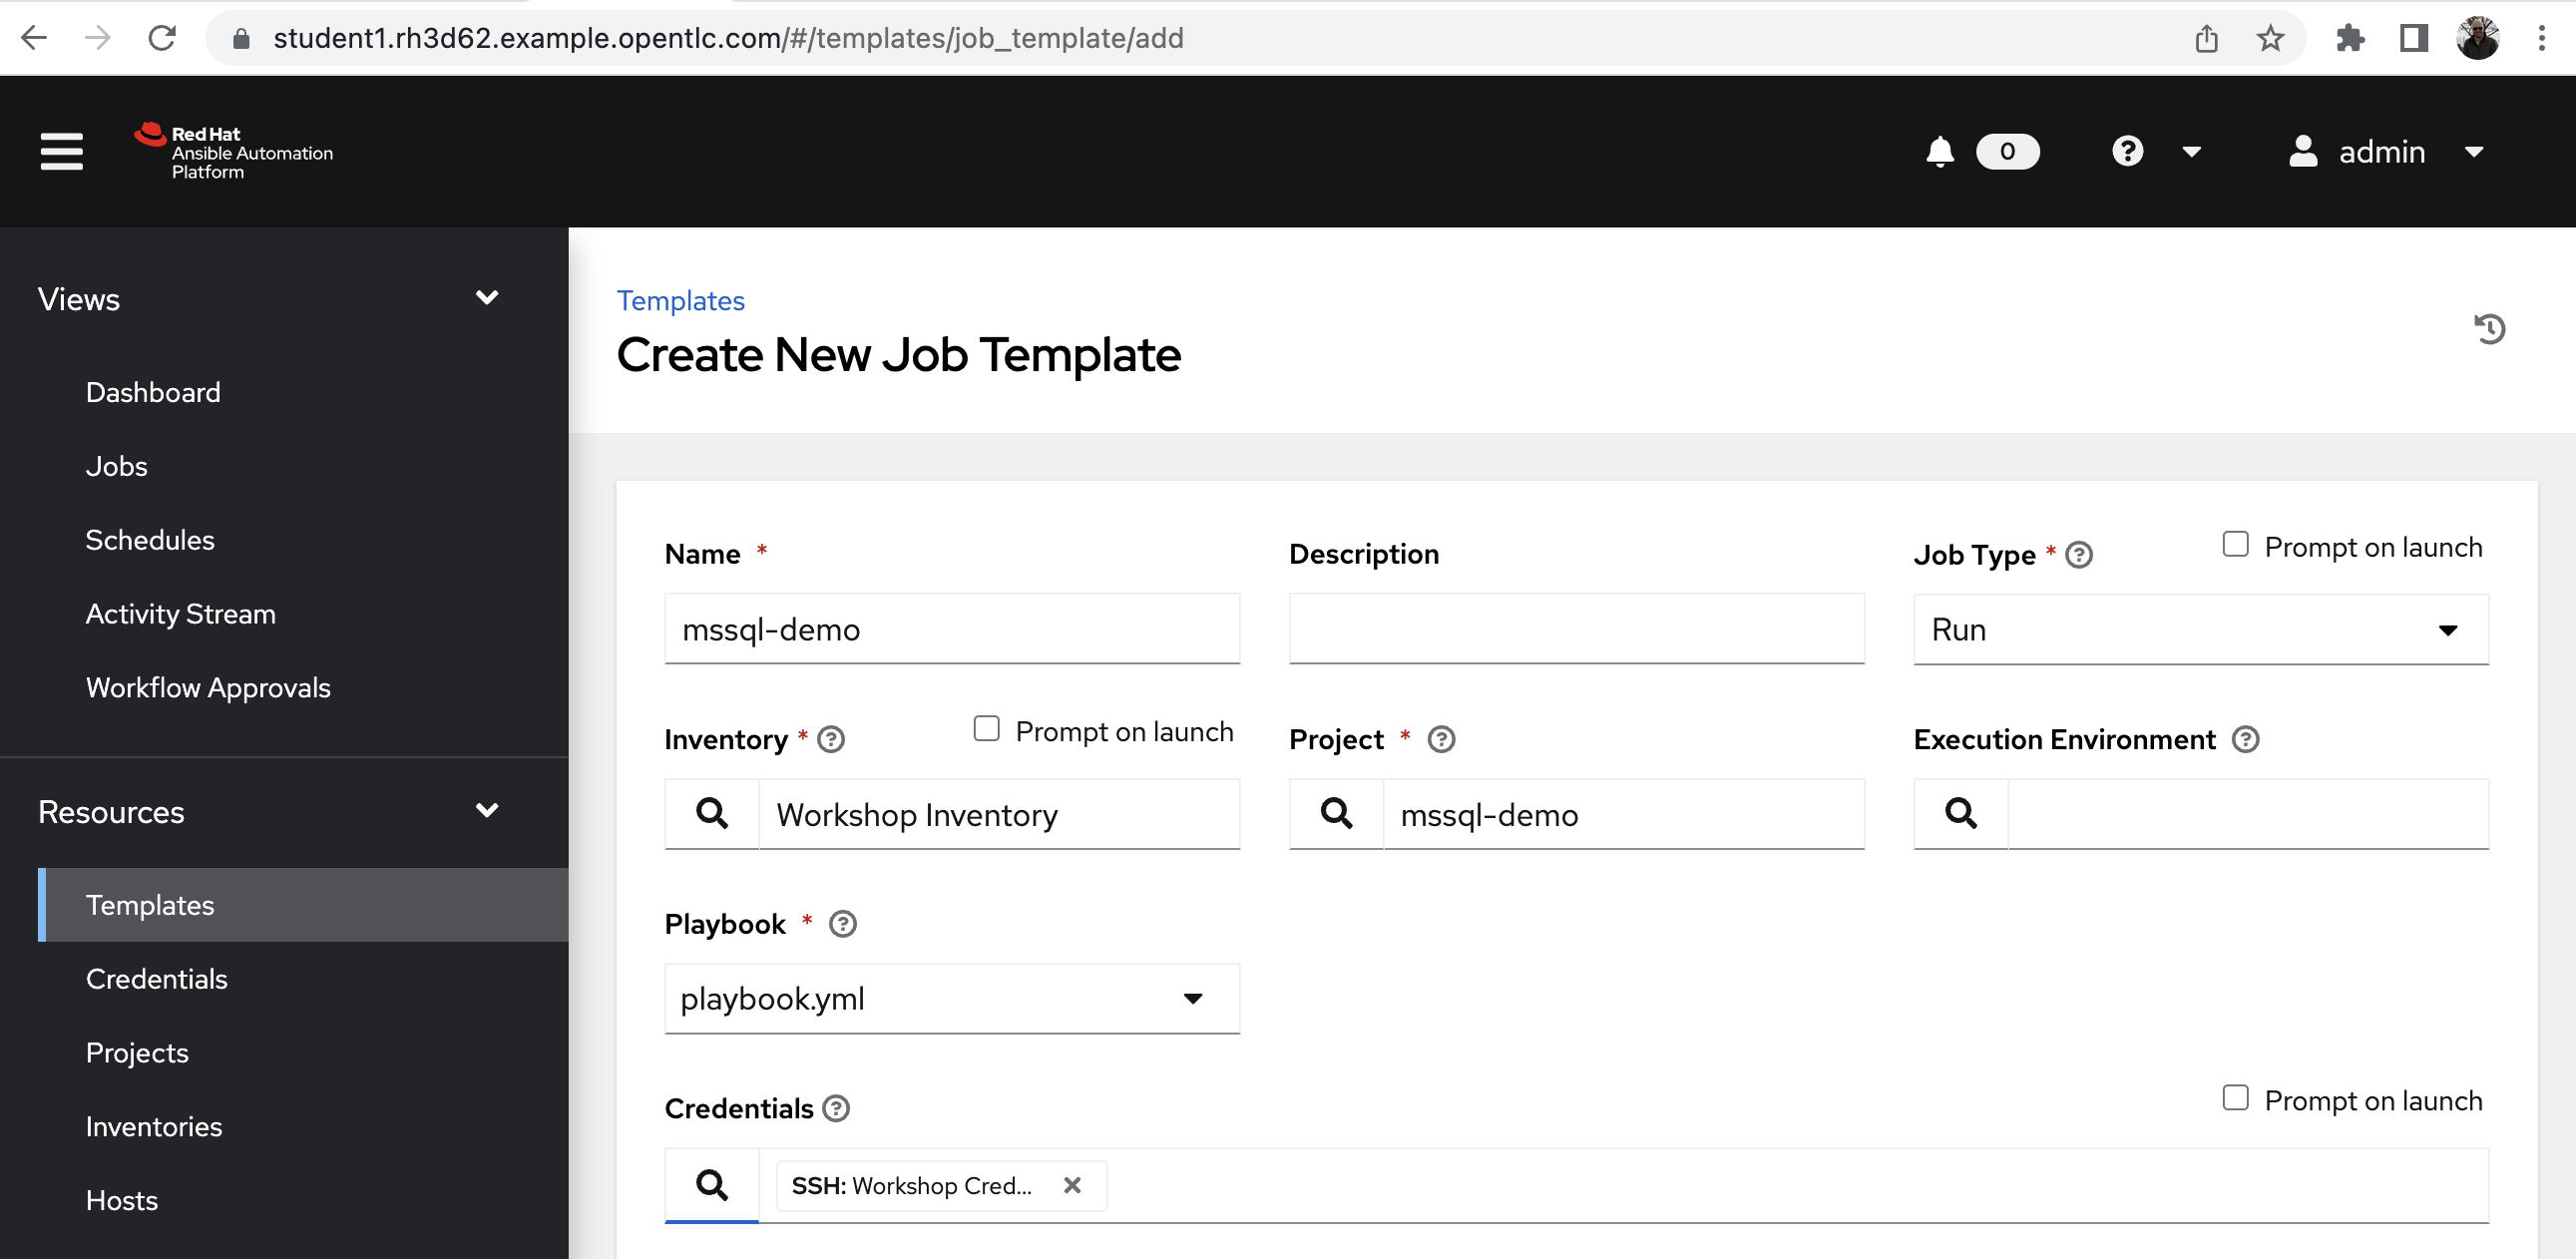 student1.rh3d62.example.opentlc.com/#/templates/job_template/add
Red Hat
Ansible Automation
Platform
0
? admin
Views
Dashboard
Jobs
Schedules
Activity Stream
Workflow Approvals
Resources
Templates
Credentials
Projects
Inventories
Hosts
Templates
Create New Job Template
Name * Description Job Type * ? Prompt on launch
mssql-demo Run
Inventory * ? Prompt on launch Project * ? Execution Environment ?
Workshop Inventory mssql-demo
Playbook * ?
playbook.yml
Credentials ? Prompt on launch
SSH: Workshop Cred...